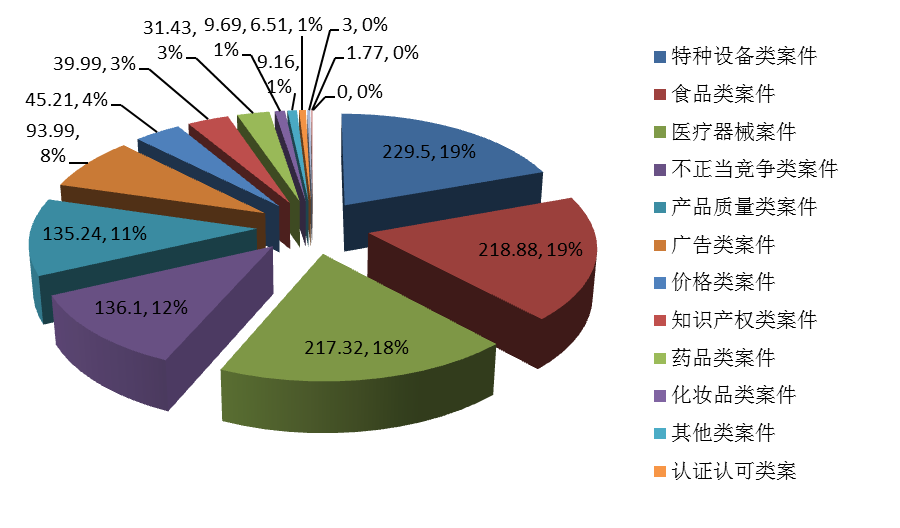 31.43,
3%
9.69, 6.51, 1%
1%
9.16,
1%
3, 0%
1.77, 0%
0, 0%
39.99, 3%
45.21, 4%
93.99,
8%
229.5, 19%
218.88, 19%
217.32, 18%
136.1, 12%
135.24, 11%
特种设备类案件
食品类案件
医疗器械案件
不正当竞争类案件
产品质量类案件
广告类案件
价格类案件
知识产权类案件
药品类案件
化妆品类案件
其他类案件
认证认可类案